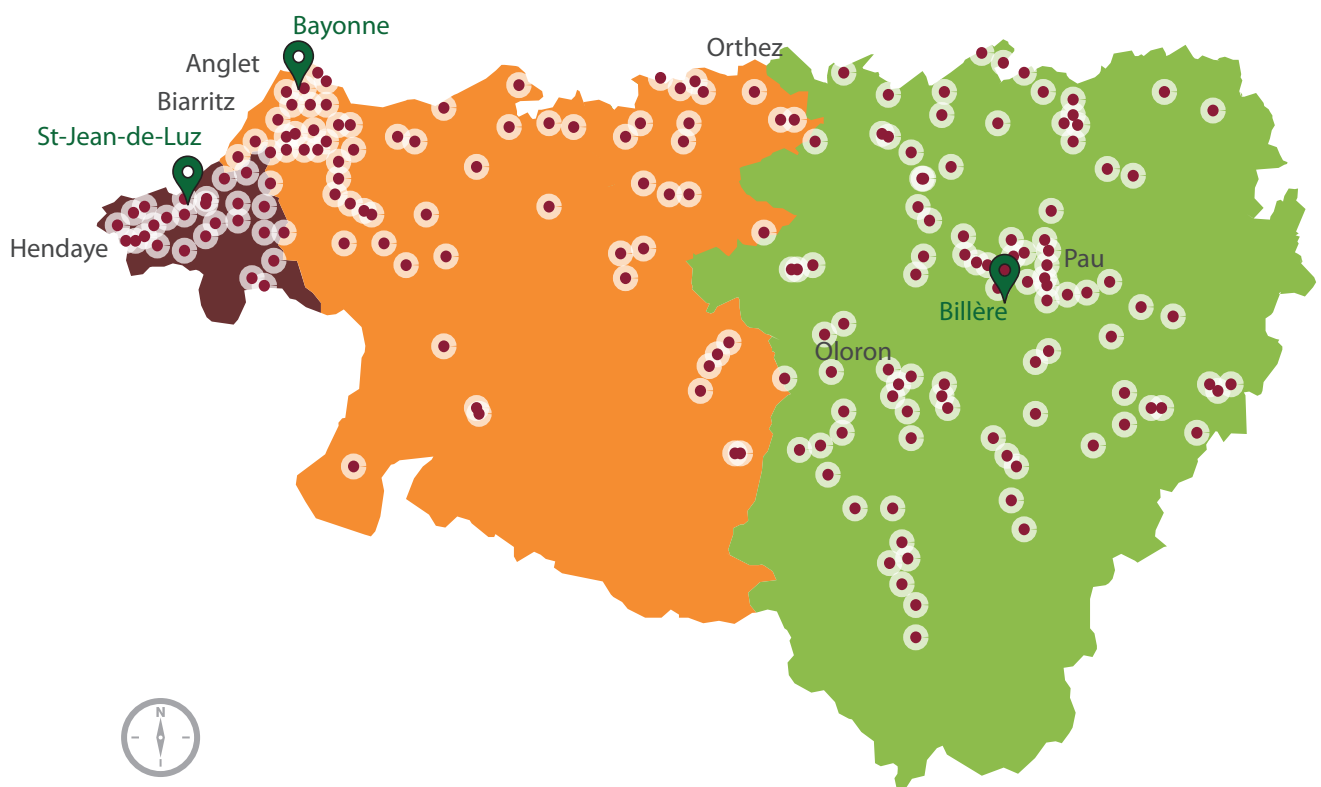 Bayonne
Anglet
Orthez
Biarritz
St-Jean-de-Luz
Hendaye
Pau
Billère
Oloron
N